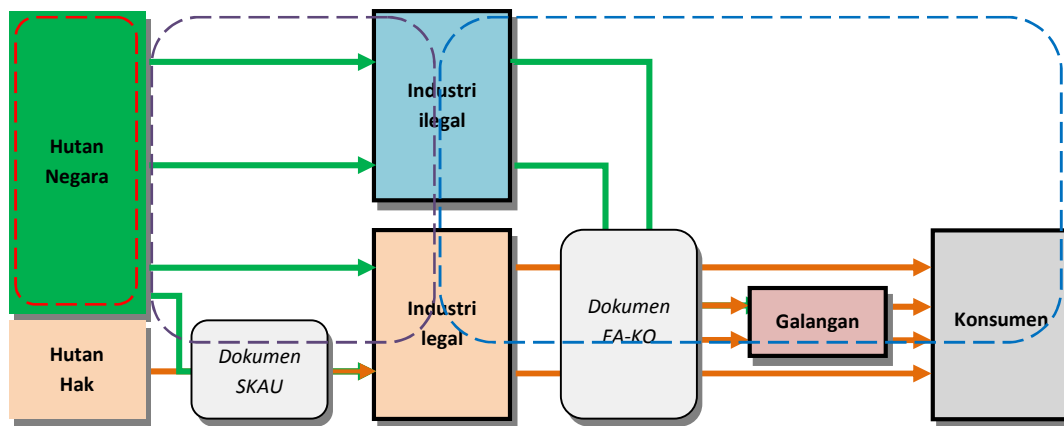 Hutan
Negara
Industri
ilegal
Hutan
Hak
Dokumen
SKAU
Industri
legal
Dokumen
FA-KO
Galangan
Konsumen